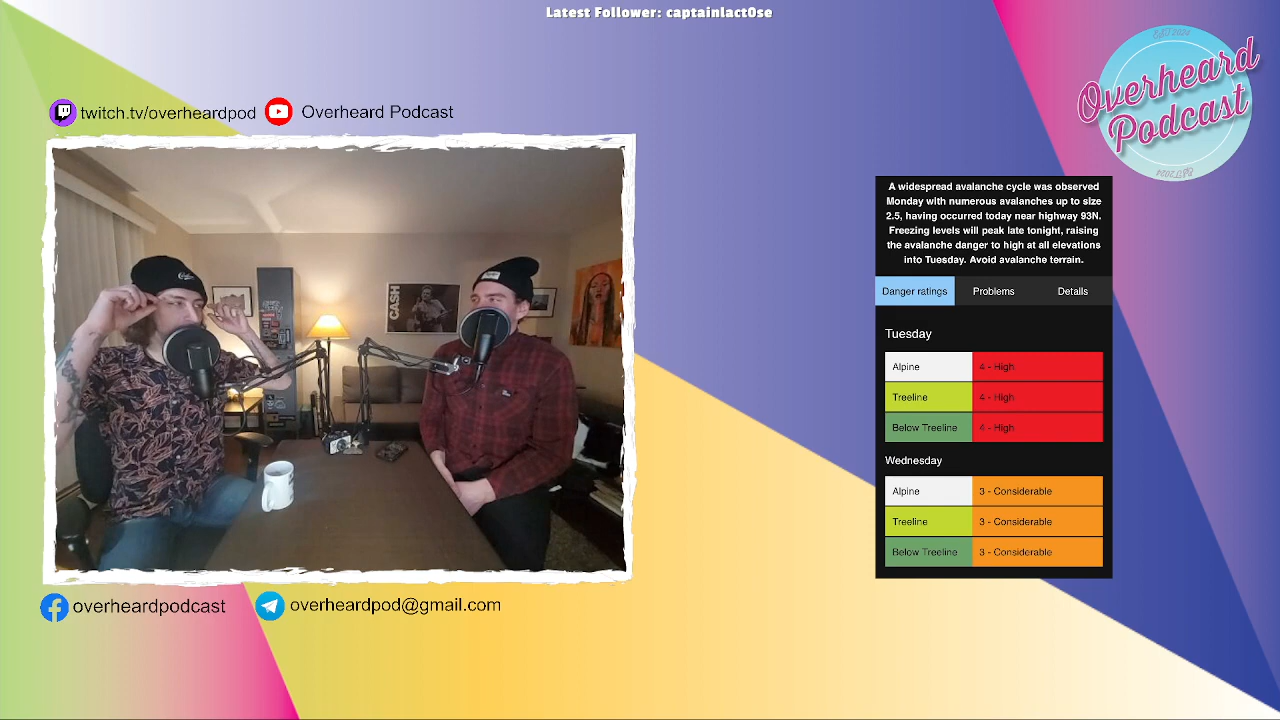 Latest Follower: captainlact0se
Overheard
Podcast
twitch.tv/overheardpod Overheard Podcast
A widespread avalanche cycle was observed
Monday with numerous avalanches up to size
2.5, having occurred today near highway 93N.
Freezing levels will peak late tonight, raising
the avalanche danger to high at all elevations
into Tuesday. Avoid avalanche terrain.
Danger ratings Problems Details
Tuesday
Alpine 4 - High
Treeline 4 - High
Below Treeline 4 - High
Wednesday
Alpine 3 - Considerable
Treeline 3 - Considerable
Below Treeline 3 - Considerable
CASH
overheardpodcast overheardpod@gmail.com